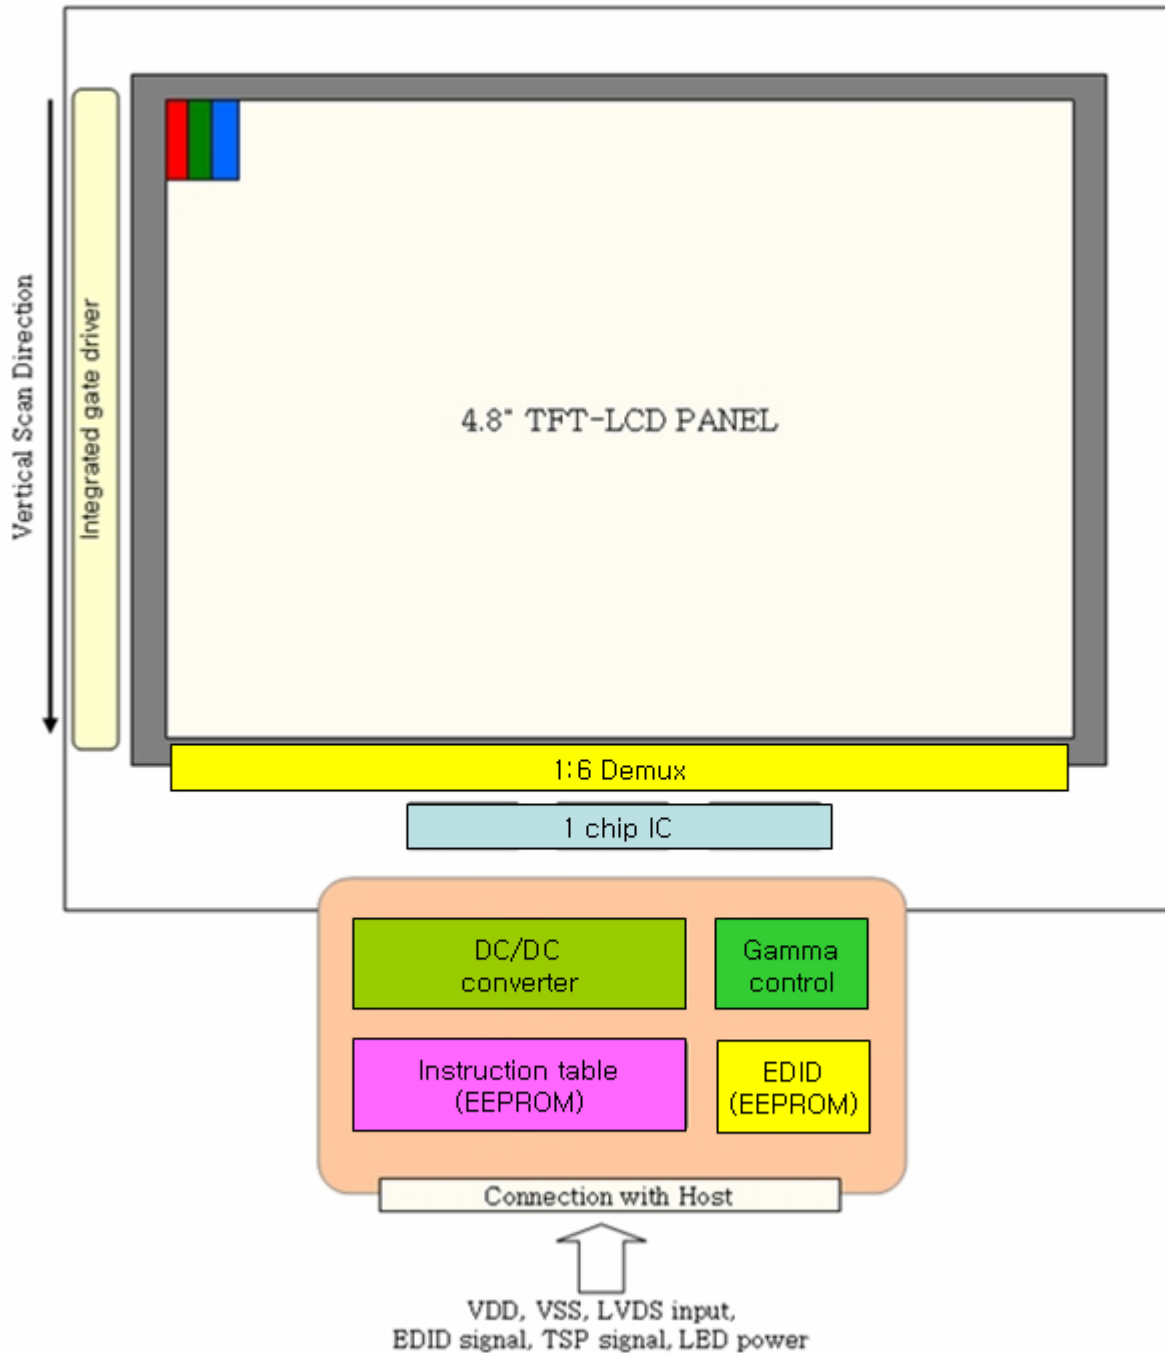 Vertical Scan Direction
Integrated gate driver
4.8" TFT-LCD PANEL
1:6 Demux
1 chip IC
DC/DC
converter
Gamma
control
Instruction table
(EEPROM)
EDID
(EEPROM)
Connection with Host
VDD, VSS, LVDS input,
EDID signal, TSP signal, LED power